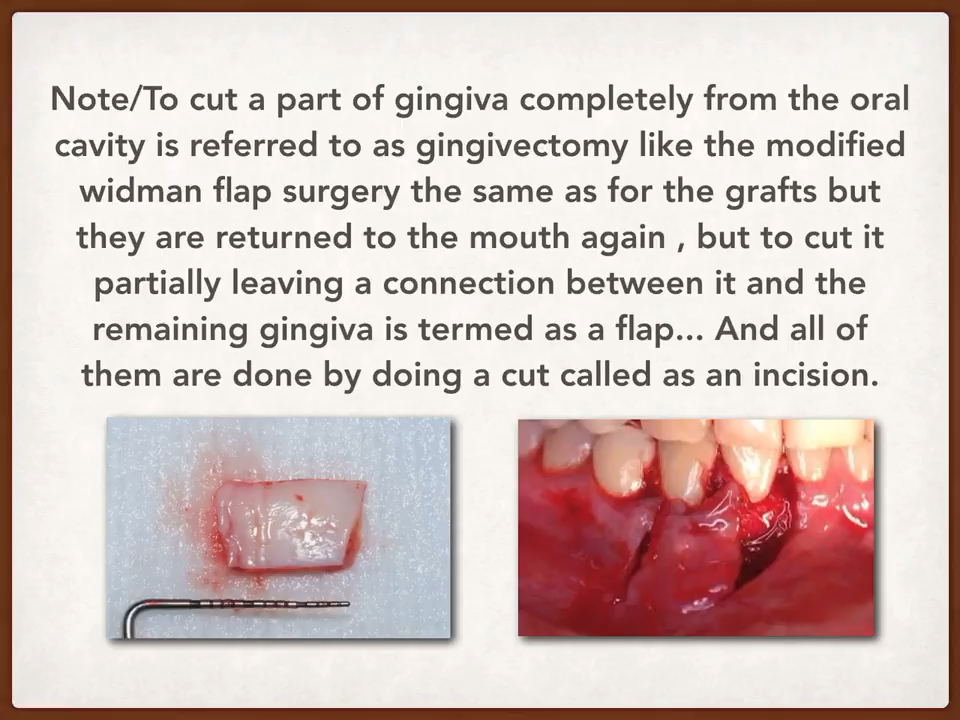 Note/To cut a part of gingiva completely from the oral
cavity is referred to as gingivectomy like the modified
widman flap surgery the same as for the grafts but
they are returned to the mouth again , but to cut it
partially leaving a connection between it and the
remaining gingiva is termed as a flap... And all of
them are done by doing a cut called as an incision.